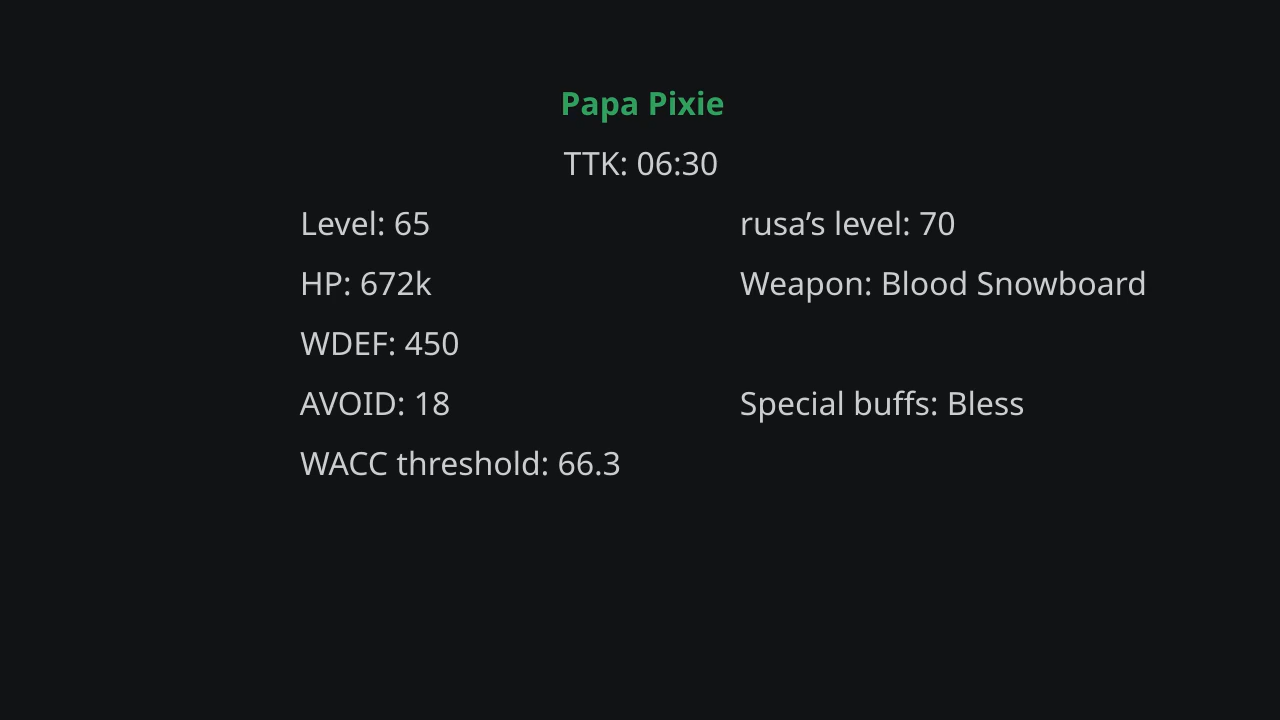 Papa Pixie
TTK: 06:30
Level: 65
rusa’s level: 70
HP: 672k
Weapon: Blood Snowboard
WDEF: 450
AVOID: 18
Special buffs: Bless
WACC threshold: 66.3